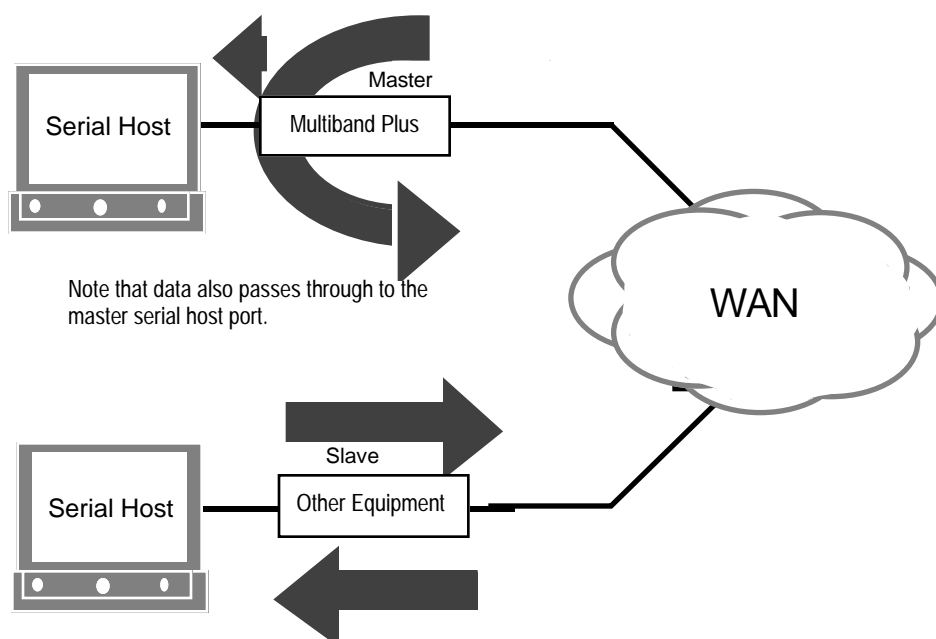 Master
Serial Host
Multiband Plus
Note that data also passes through to the
master serial host port.
WAN
Slave
Serial Host
Other Equipment